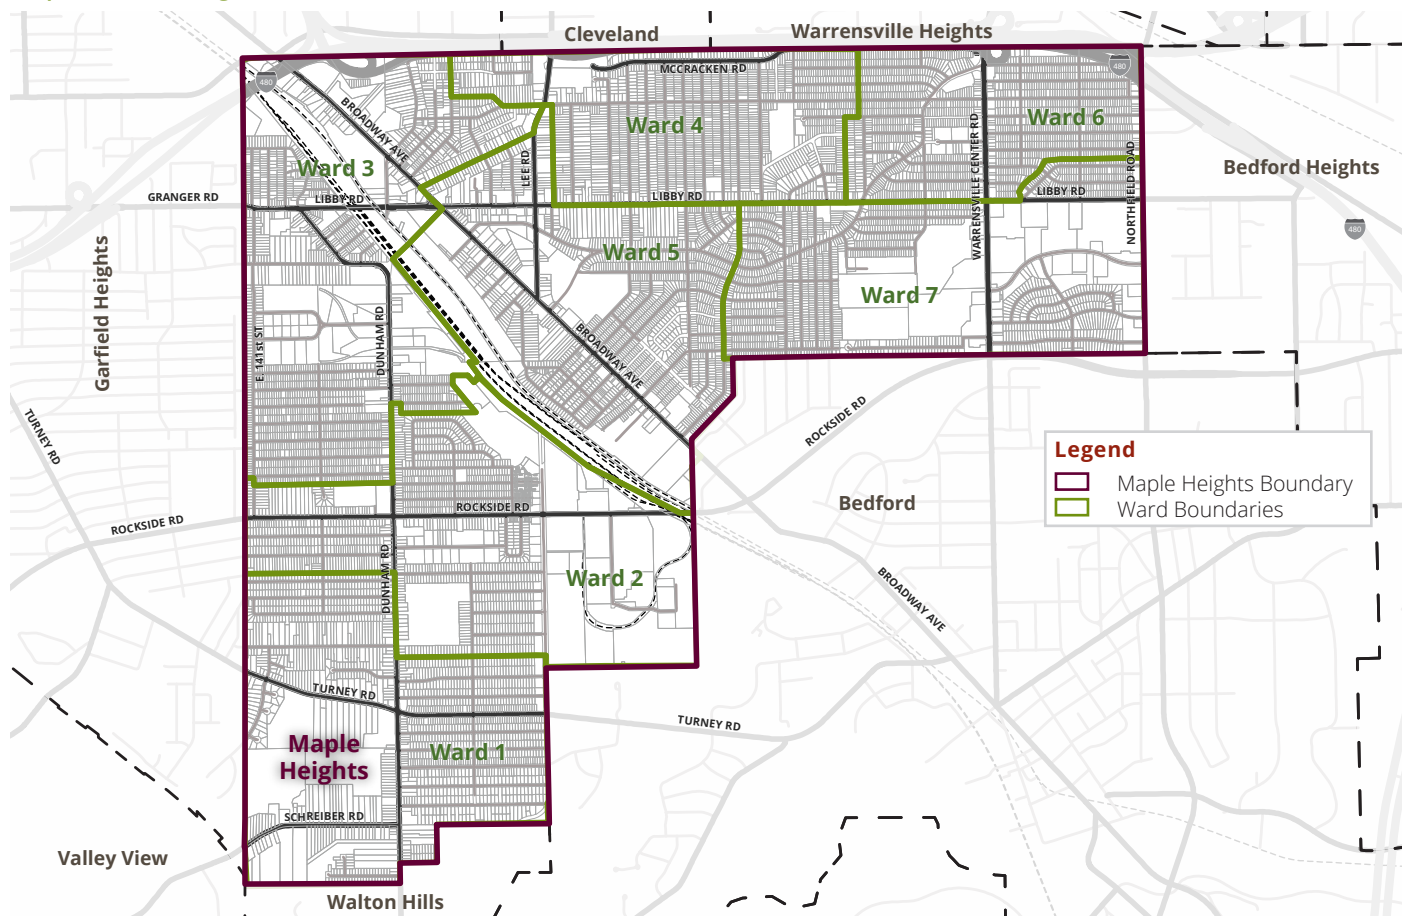 Cleveland
Warrensville Heights
480
480
MCCRACKEN RD
BROADWAY AVE
Ward 4
Ward 6
Ward 3
LEE RD
WARRENSVILLE CENTER RD
NORTHFIELD ROAD
Bedford Heights
GRANGER RD
LIBBY RD
LIBBY RD
LIBBY RD
480
Garfield Heights
Ward 5
Ward 7
E. 141st ST
DUNHAM RD
BROADWAY AVE
TURNEY RD
ROCKSIDE RD
Legend
Maple Heights Boundary
Ward Boundaries
ROCKSIDE RD
ROCKSIDE RD
Bedford
DUNHAM RD
Ward 2
BROADWAY AVE
TURNEY RD
TURNEY RD
Maple
Heights
Ward 1
SCHREIBER RD
Valley View
Walton Hills